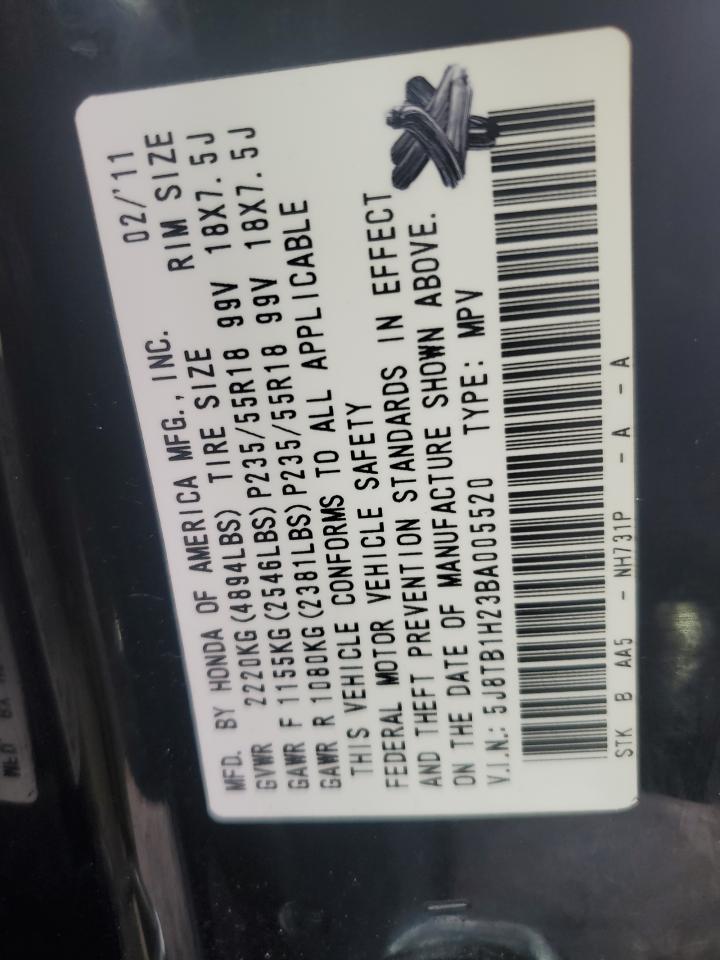 MFD. BY HONDA OF AMERICA MFG., INC. 02/'11
GVWR 2220KG(4894LBS) TIRE SIZE RIM SIZE
GAWR F 1155KG(2546LBS)P235/55R18 99V 18X7.5J
GAWR R 1080KG(2381LBS)P235/55R18 99V 18X7.5J
THIS VEHICLE CONFORMS TO ALL APPLICABLE
FEDERAL MOTOR VEHICLE SAFETY
AND THEFT PREVENTION STANDARDS IN EFFECT
ON THE DATE OF MANUFACTURE SHOWN ABOVE.
V.I.N.: 5J8TB1H23BA005520 TYPE: MPV
STK B AA5 - NH731P - A - A